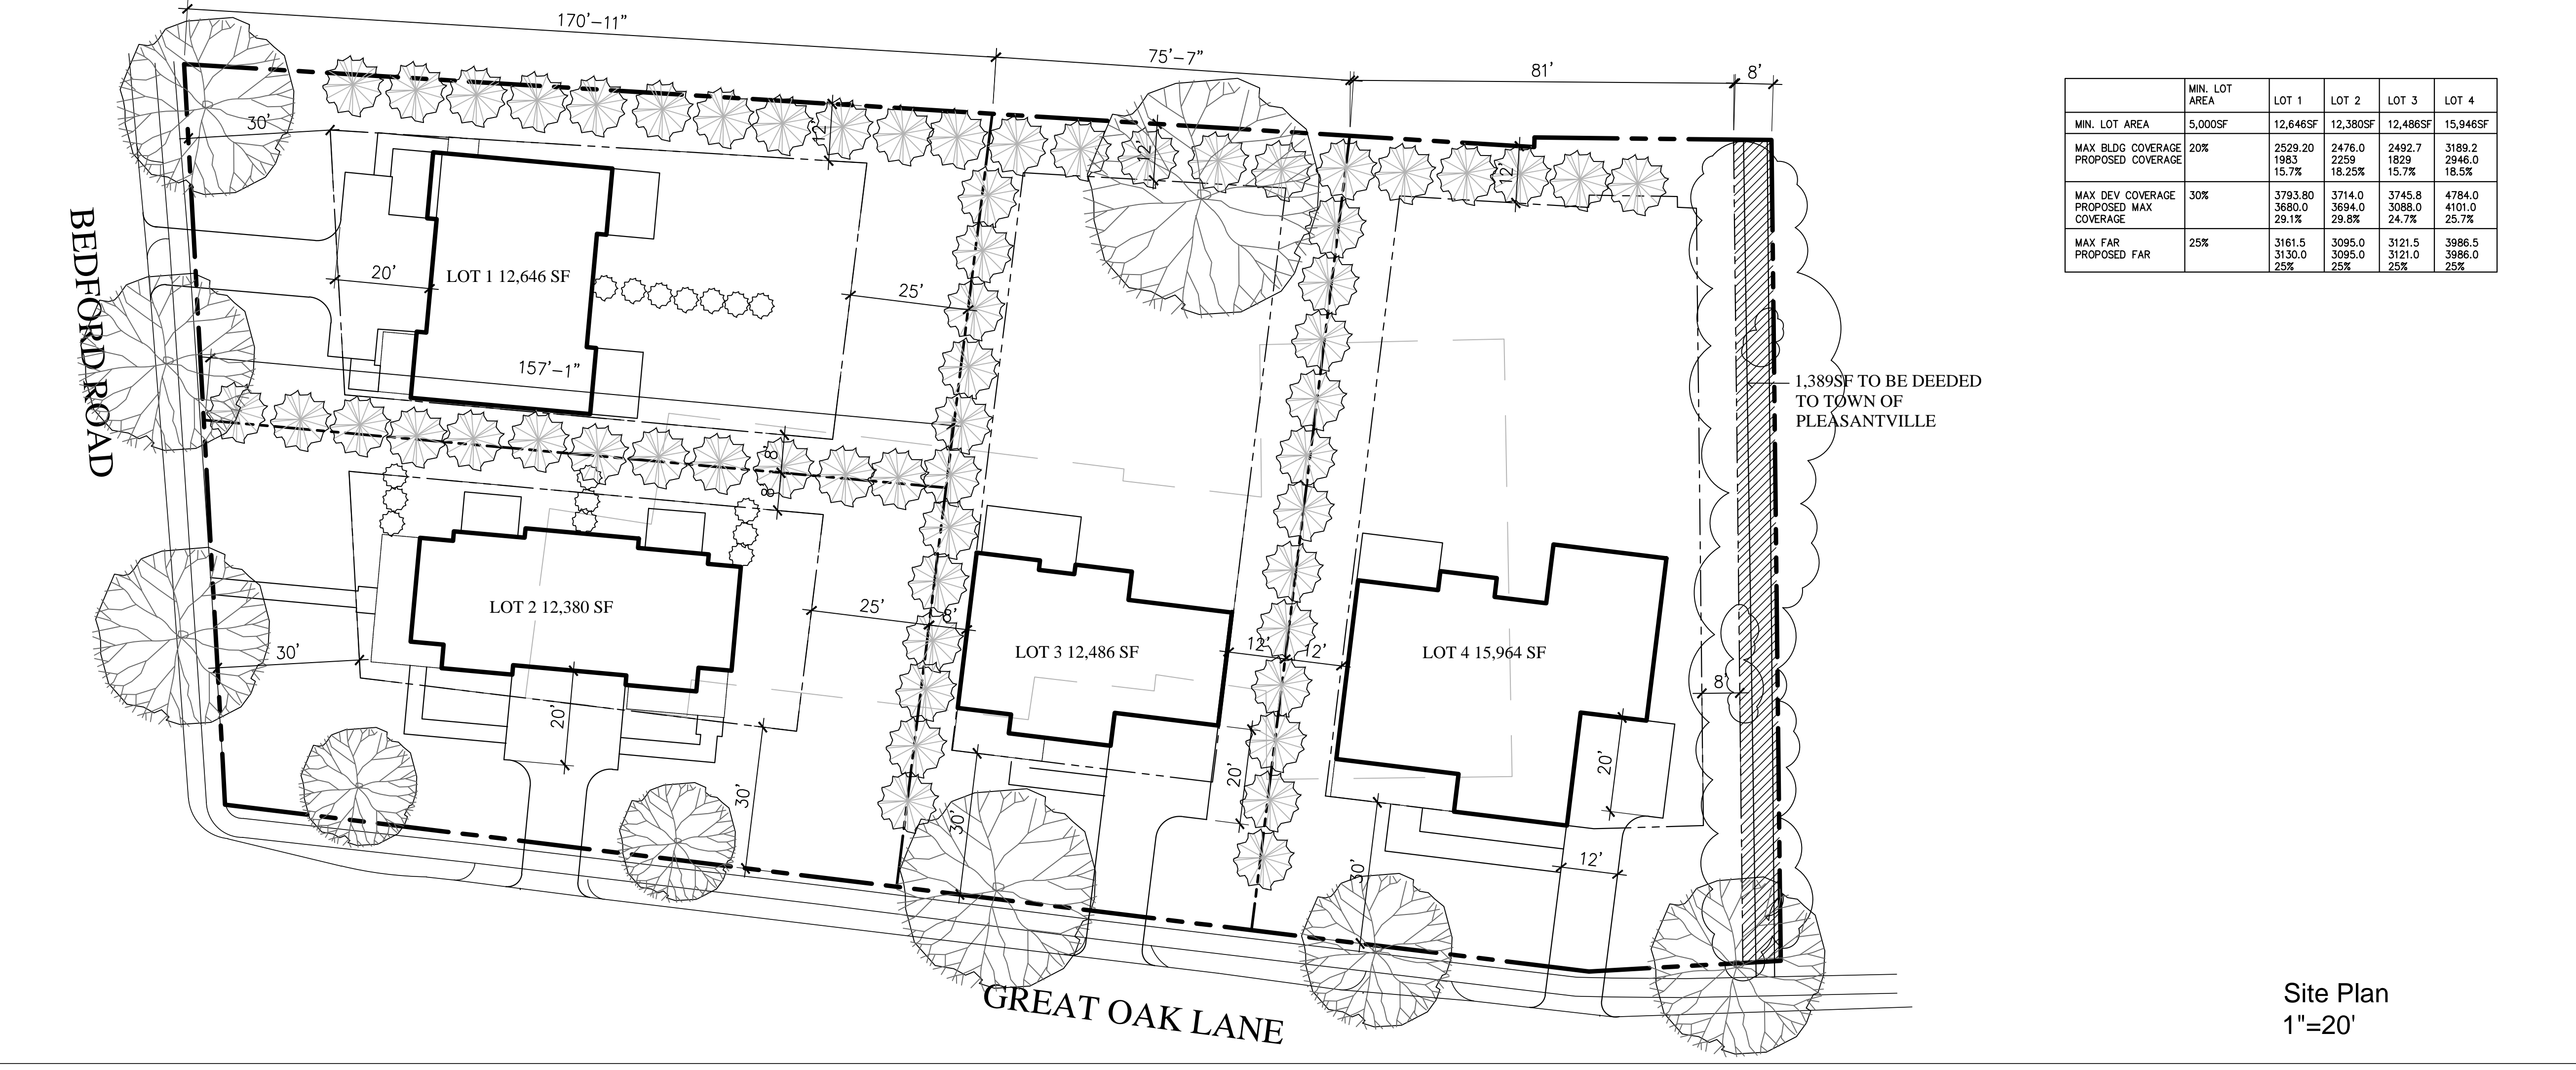 170'-11"
75'-7"
81'
8'
30'
12'
12'
12'
20'
LOT 1 12,646 SF
25'
157'-1"
BEDFORD ROAD
8'
8'
LOT 2 12,380 SF
25'
8'
30'
20'
30'
LOT 3 12,486 SF
12'
12'
LOT 4 15,964 SF
8'
20'
30'
20'
30'
12'
GREAT OAK LANE
1,389SF TO BE DEEDED
TO TOWN OF
PLEASANTVILLE
MIN. LOT
AREA LOT 1 LOT 2 LOT 3 LOT 4
MIN. LOT AREA 5,000SF 12,646SF 12,380SF 12,486SF 15,946SF
MAX BLDG COVERAGE 20% 2529.20 2476.0 2492.7 3189.2
PROPOSED COVERAGE 1983 2259 1829 2946.0
15.7% 18.25% 15.7% 18.5%
MAX DEV COVERAGE 30% 3793.80 3714.0 3745.8 4784.0
PROPOSED MAX 3680.0 3694.0 3088.0 4101.0
COVERAGE 29.1% 29.8% 24.7% 25.7%
MAX FAR 25% 3161.5 3095.0 3121.5 3986.5
PROPOSED FAR 3130.0 3095.0 3121.0 3986.0
25% 25% 25% 25%
Site Plan
1"=20'